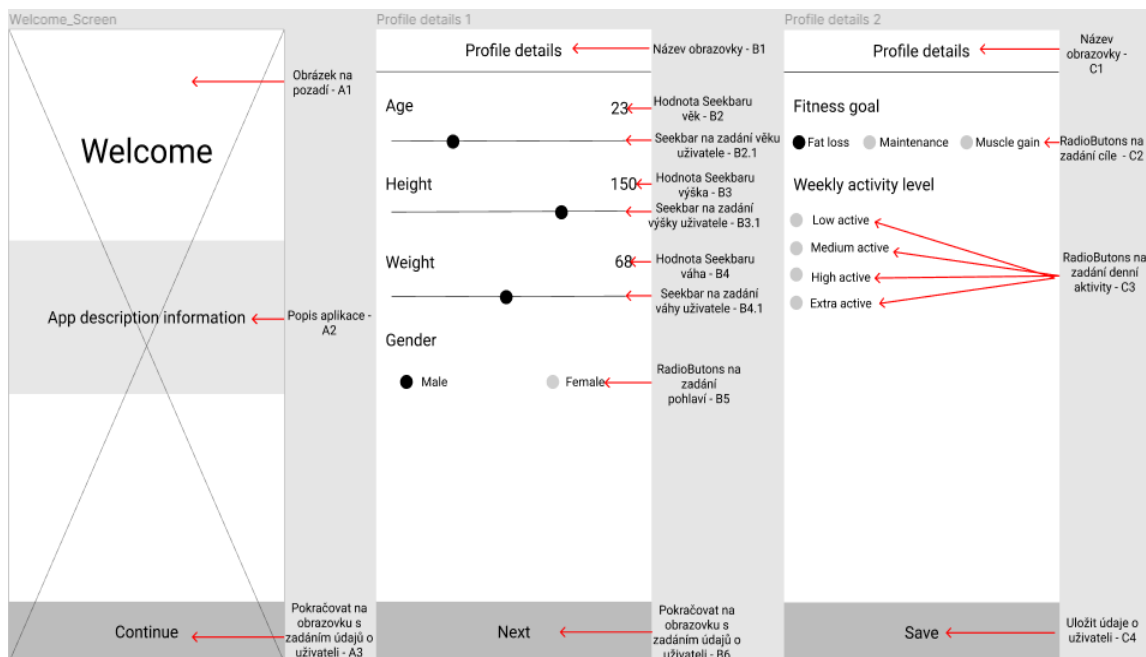 Welcome_Screen
Obrázek na
pozadí - A1
Welcome
App description information
Popis aplikace -
A2
Continue
Pokračovat na
obrazovku s
zadáním údajů o
uživateli - A3
Profile details 1
Profile details
Název obrazovky - B1
Age
23
Hodnota Seekbaru
věk - B2
Seekbar na zadání věku
uživatele - B2.1
Height
150
Hodnota Seekbaru
výška - B3
Seekbar na zadání
výšky uživatele - B3.1
Weight
68
Hodnota Seekbaru
váha - B4
Seekbar na zadání
váhy uživatele - B4.1
Gender
Male
Female
RadioButons na
zadání
pohlaví - B5
Next
Pokračovat na
obrazovku s
zadáním údajů o
uživateli - B6
Profile details 2
Profile details
Název
obrazovky -
C1
Fitness goal
Fat loss
Maintenance
Muscle gain
RadioButons na
zadání cíle - C2
Weekly activity level
Low active
Medium active
High active
Extra active
RadioButons na
zadání denní
aktivity - C3
Save
Uložit údaje o
uživateli - C4